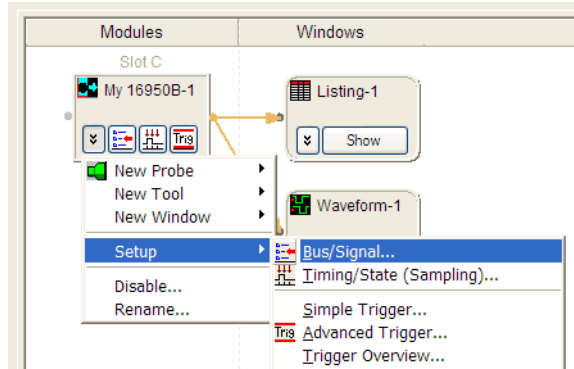 Modules Windows
Slot C
My 16950B-1
Listing-1
Trig
Show
New Probe
New Tool
New Window
Waveform-1
Setup
Bus/Signal...
Timing/State (Sampling)...
Disable...
Rename...
Simple Trigger...
Trig Advanced Trigger...
Trigger Overview...